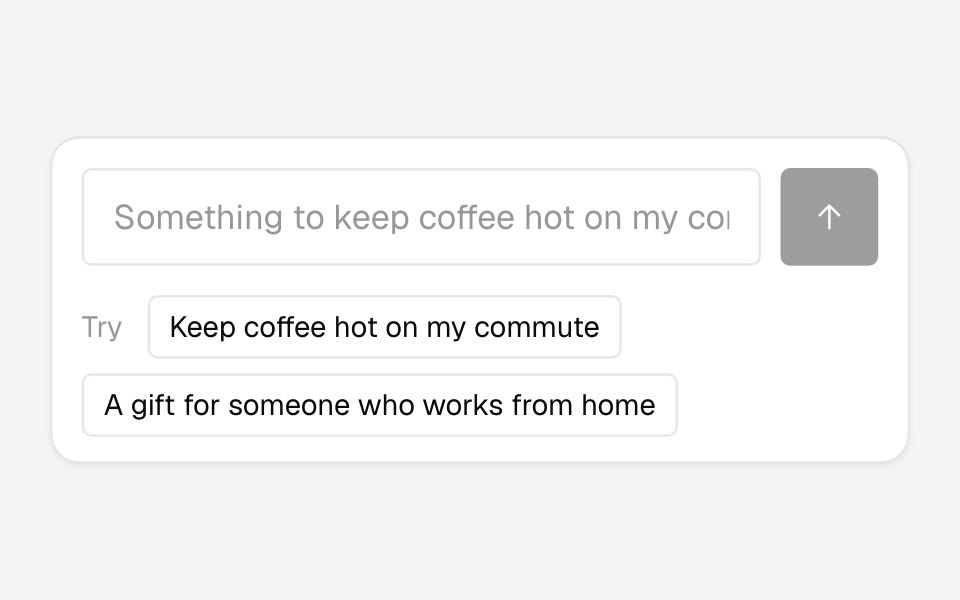 Something to keep coffee hot on my co
Try
Keep coffee hot on my commute
A gift for someone who works from home